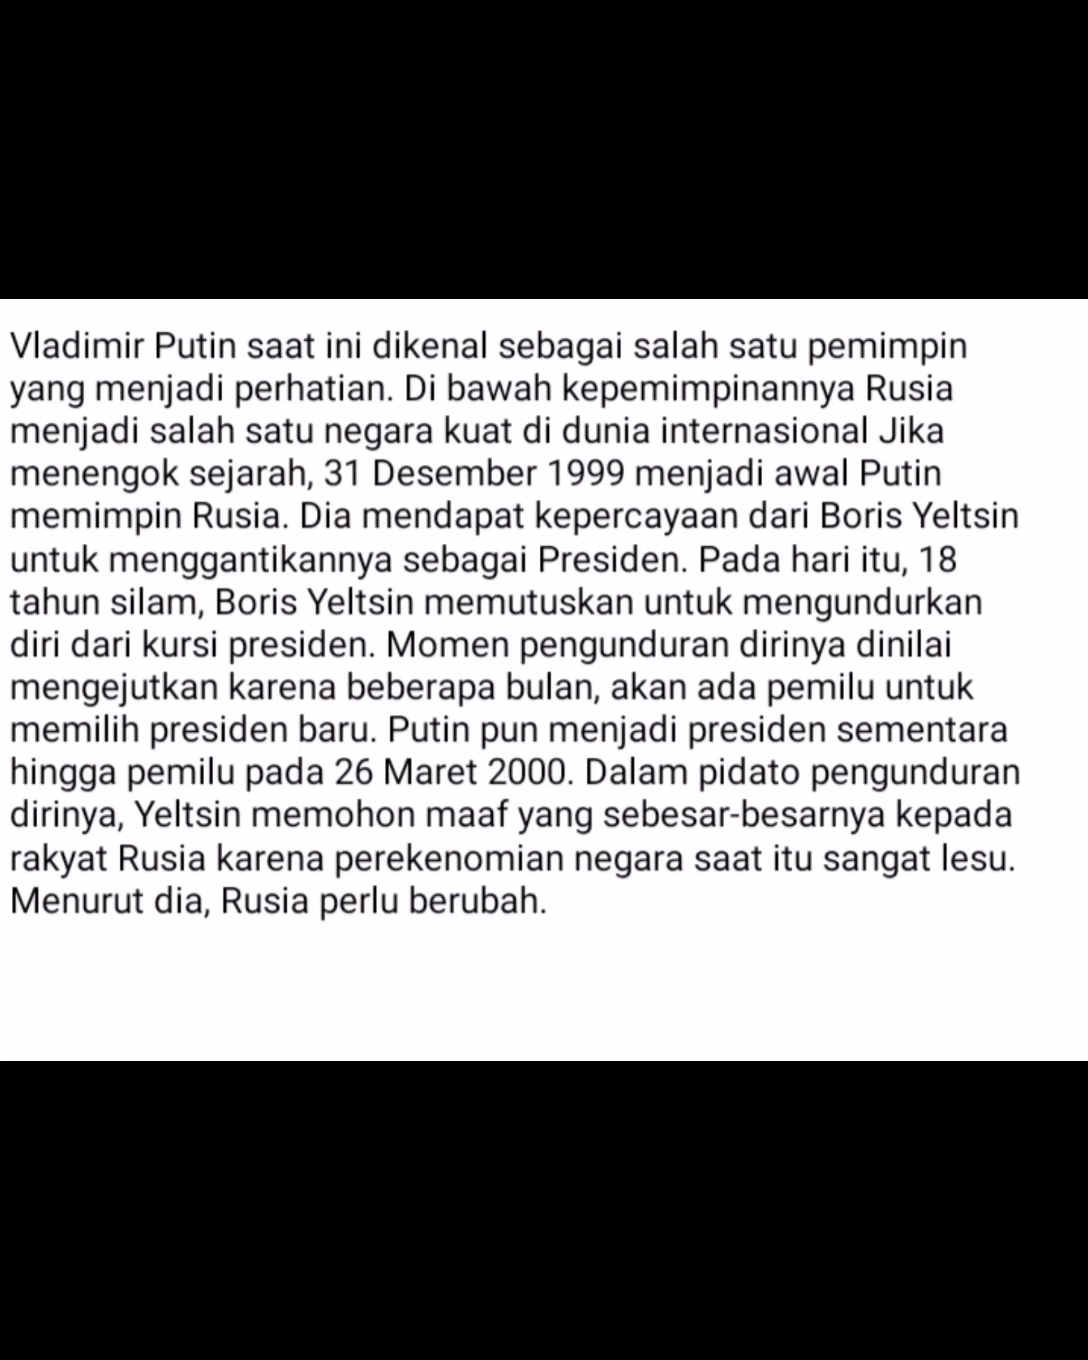 Vladimir Putin saat ini dikenal sebagai salah satu pemimpin
yang menjadi perhatian. Di bawah kepemimpinannya Rusia
menjadi salah satu negara kuat di dunia internasional Jika
menengok sejarah, 31 Desember 1999 menjadi awal Putin
memimpin Rusia. Dia mendapat kepercayaan dari Boris Yeltsin
untuk menggantikannya sebagai Presiden. Pada hari itu, 18
tahun silam, Boris Yeltsin memutuskan untuk mengundurkan
diri dari kursi presiden. Momen pengunduran dirinya dinilai
mengejutkan karena beberapa bulan, akan ada pemilu untuk
memilih presiden baru. Putin pun menjadi presiden sementara
hingga pemilu pada 26 Maret 2000. Dalam pidato pengunduran
dirinya, Yeltsin memohon maaf yang sebesar-besarnya kepada
rakyat Rusia karena perekenomian negara saat itu sangat lesu.
Menurut dia, Rusia perlu berubah.